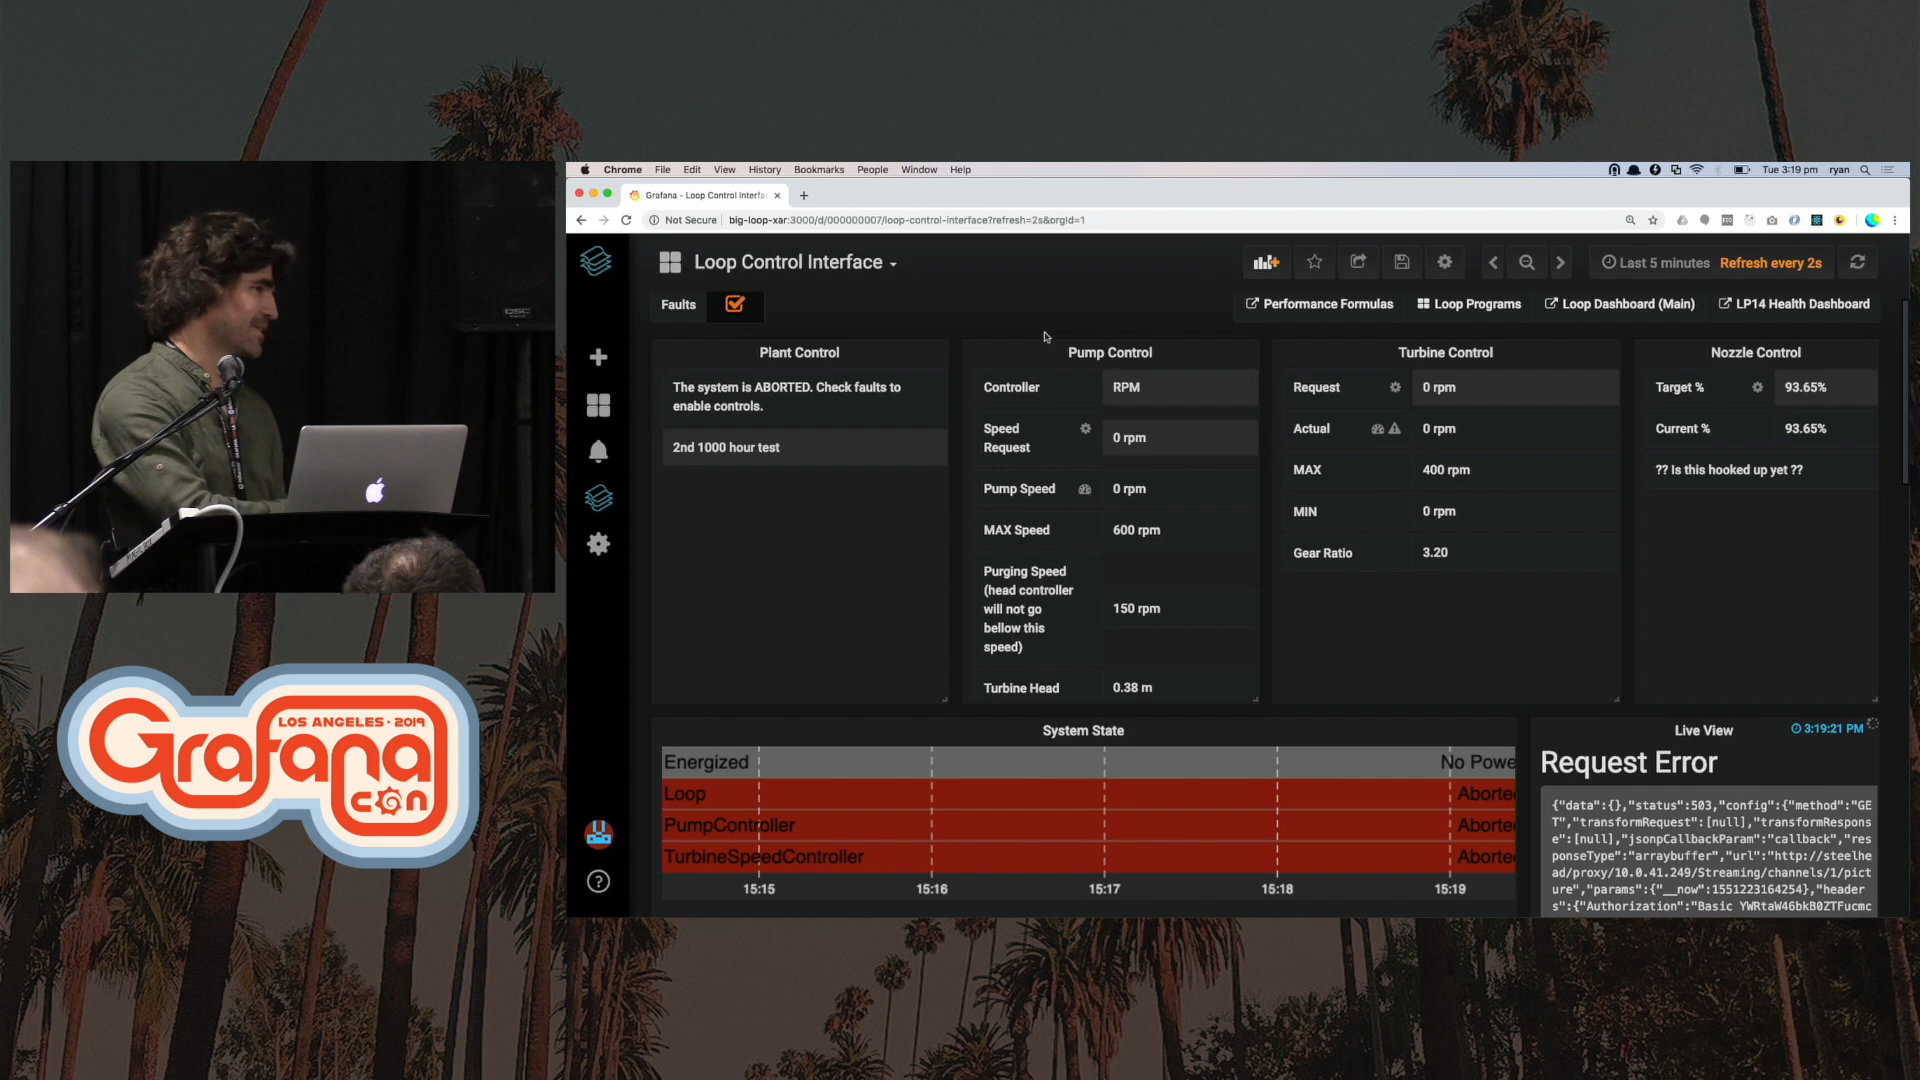 Chrome File Edit View History Bookmarks People Window Help
Tue 3:19 pm ryan
Grafana - Loop Control Interfac
Not Secure big-loop-xar:3000/d/000000007/loop-control-interface?refresh=2s&orgId=1
Loop Control Interface
Last 5 minutes Refresh every 2s
Faults
Performance Formulas Loop Programs Loop Dashboard (Main) LP14 Health Dashboard
Plant Control
The system is ABORTED. Check faults to
enable controls.
2nd 1000 hour test
Pump Control
Controller RPM
Speed
Request
0 rpm
Pump Speed 0 rpm
MAX Speed 600 rpm
Purging Speed
(head controller
will not go
bellow this
speed)
150 rpm
Turbine Head 0.38 m
Turbine Control
Request 0 rpm
Actual 0 rpm
MAX 400 rpm
MIN 0 rpm
Gear Ratio 3.20
Nozzle Control
Target % 93.65%
Current % 93.65%
?? Is this hooked up yet ??
System State
Energized No Powe
Loop Aborte
PumpController Aborte
TurbineSpeedController Aborte
15:15 15:16 15:17 15:18 15:19
Live View 3:19:21 PM
Request Error
{"data":{},"status":503,"config":{"method":"GE
T","transformRequest":[null],"transformRespons
e":[null],"jsonpCallbackParam":"callback","res
ponseType":"arraybuffer","url":"http://steelhe
ad/proxy/10.0.41.249/Streaming/channels/1/pict
ure","params":{"__now":1551223164254},"header
s":{"Authorization":"Basic YWRtaW46bkB0ZTFucmc
QSC
LOS ANGELES · 2019
Grafana
con